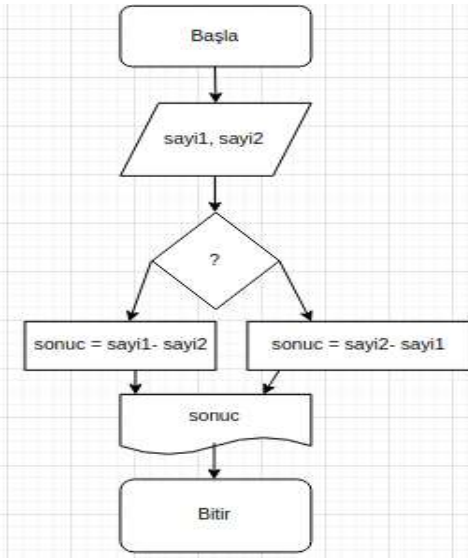 Başla
sayi1, sayi2
?
sonuc = sayi1- sayi2
sonuc = sayi2- sayi1
sonuc
Bitir